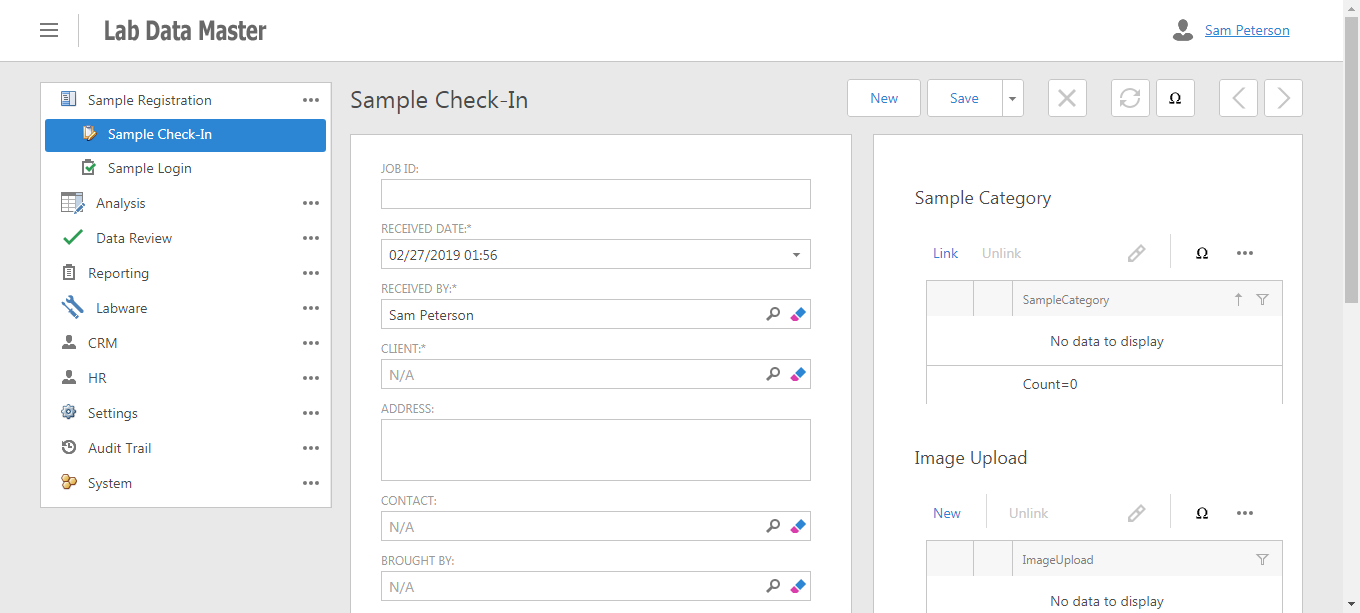 Lab Data Master
Sam Peterson
Sample Registration
Sample Check-In
Sample Login
Analysis
Data Review
Reporting
Labware
CRM
HR
Settings
Audit Trail
System
Sample Check-In
New
Save
Ω
JOB ID:
RECEIVED DATE:*
02/27/2019 01:56
RECEIVED BY:*
Sam Peterson
CLIENT:*
N/A
ADDRESS:
CONTACT:
N/A
BROUGHT BY:
N/A
Sample Category
Link Unlink Ω
SampleCategory
No data to display
Count=0
Image Upload
New Unlink Ω
ImageUpload
No data to display